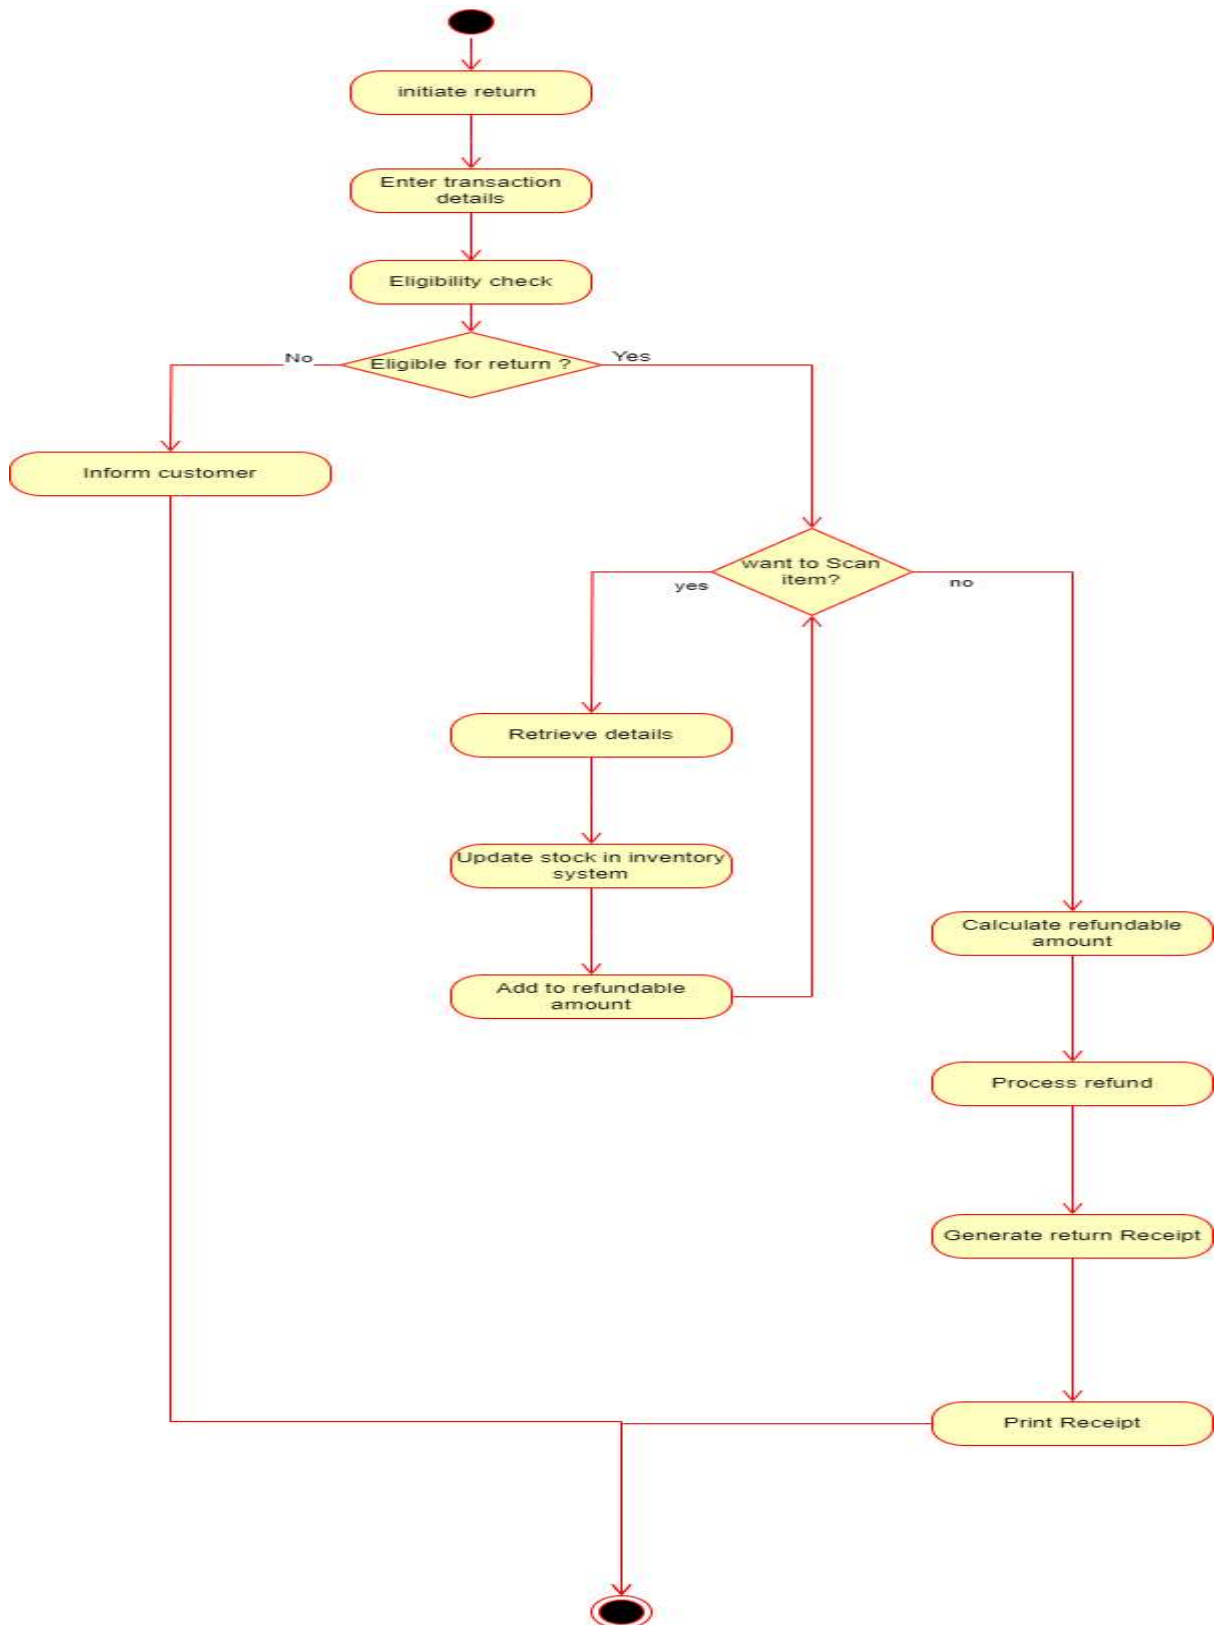 initiate return
Enter transaction
details
Eligibility check
No
Eligible for return ?
Yes
Inform customer
want to Scan
item?
yes
no
Retrieve details
Update stock in inventory
system
Calculate refundable
amount
Add to refundable
amount
Process refund
Generate return Receipt
Print Receipt